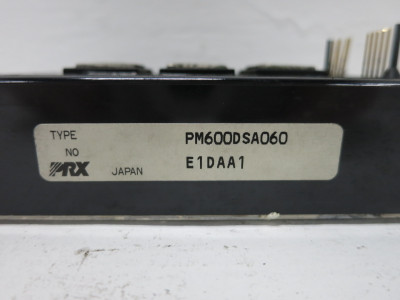 TYPE PM600DSA060
NO E1DAA1
PRX JAPAN